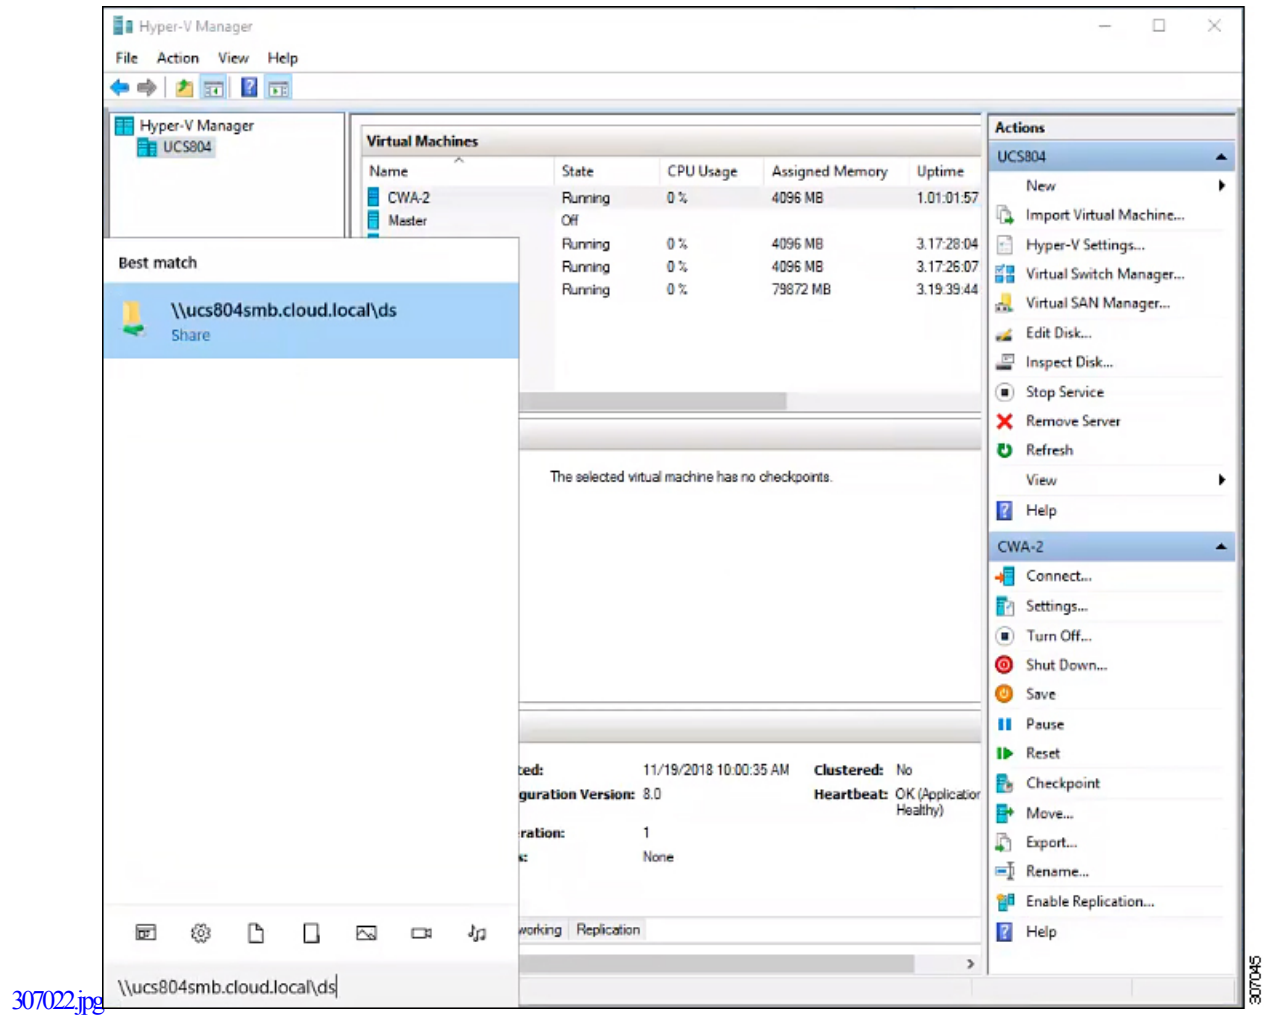 Hyper-V Manager
File Action View Help
Hyper-V Manager
UCS804
Virtual Machines
Name State CPU Usage Assigned Memory Uptime
CWA-2 Running 0 % 4096 MB 1.01:01:57
Master Off
Running 0 % 4096 MB 3.17:28:04
Running 0 % 4096 MB 3.17:26:07
Running 0 % 79872 MB 3.19:39:44
Best match
\\ucs804smb.cloud.local\ds
Share
The selected virtual machine has no checkpoints.
ted: 11/19/2018 10:00:35 AM Clustered: No
guration Version: 8.0 Heartbeat: OK (Application
Healthy)
ration: 1
s: None
working Replication
\\ucs804smb.cloud.local\ds
Actions
UCS804
New
Import Virtual Machine...
Hyper-V Settings...
Virtual Switch Manager...
Virtual SAN Manager...
Edit Disk...
Inspect Disk...
Stop Service
Remove Server
Refresh
View
Help
CWA-2
Connect...
Settings...
Turn Off...
Shut Down...
Save
Pause
Reset
Checkpoint
Move...
Export...
Rename...
Enable Replication...
Help
307022.jpg
307045